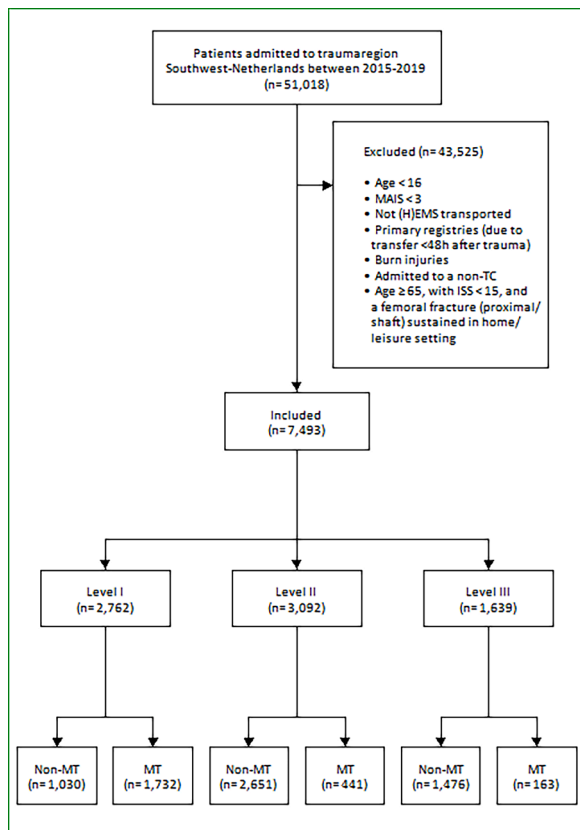 Patients admitted to traumaregion
Southwest-Netherlands between 2015-2019
(n= 51,018)
Excluded (n= 43,525)
• Age < 16
• MAIS < 3
• Not (H)EMS transported
• Primary registries (due to
transfer <48h after trauma)
• Burn injuries
• Admitted to a non-TC
• Age ≥ 65, with ISS < 15, and
a femoral fracture (proximal/
shaft) sustained in home/
leisure setting
Included
(n= 7,493)
Level I
(n= 2,762)
Level II
(n= 3,092)
Level III
(n= 1,639)
Non-MT
(n= 1,030)
MT
(n= 1,732)
Non-MT
(n= 2,651)
MT
(n= 441)
Non-MT
(n= 1,476)
MT
(n= 163)